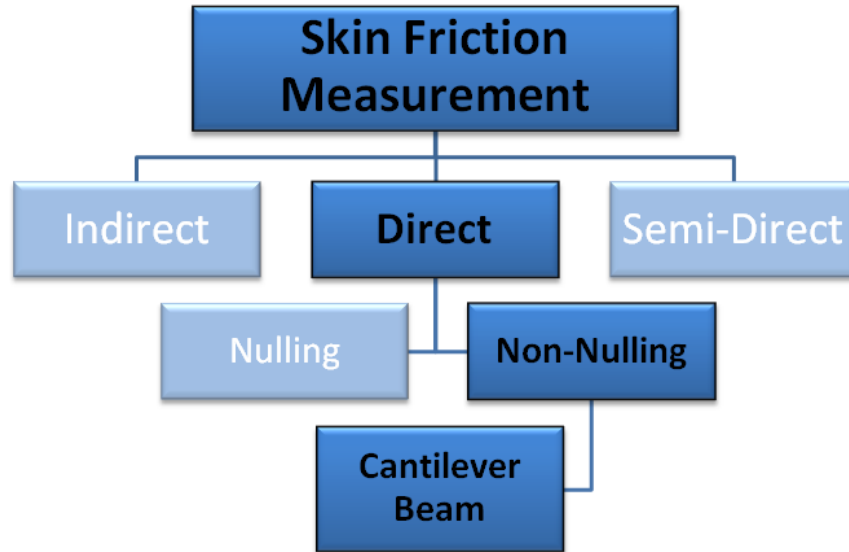 Skin Friction
Measurement
Indirect
Direct
Semi-Direct
Nulling
Non-Nulling
Cantilever
Beam